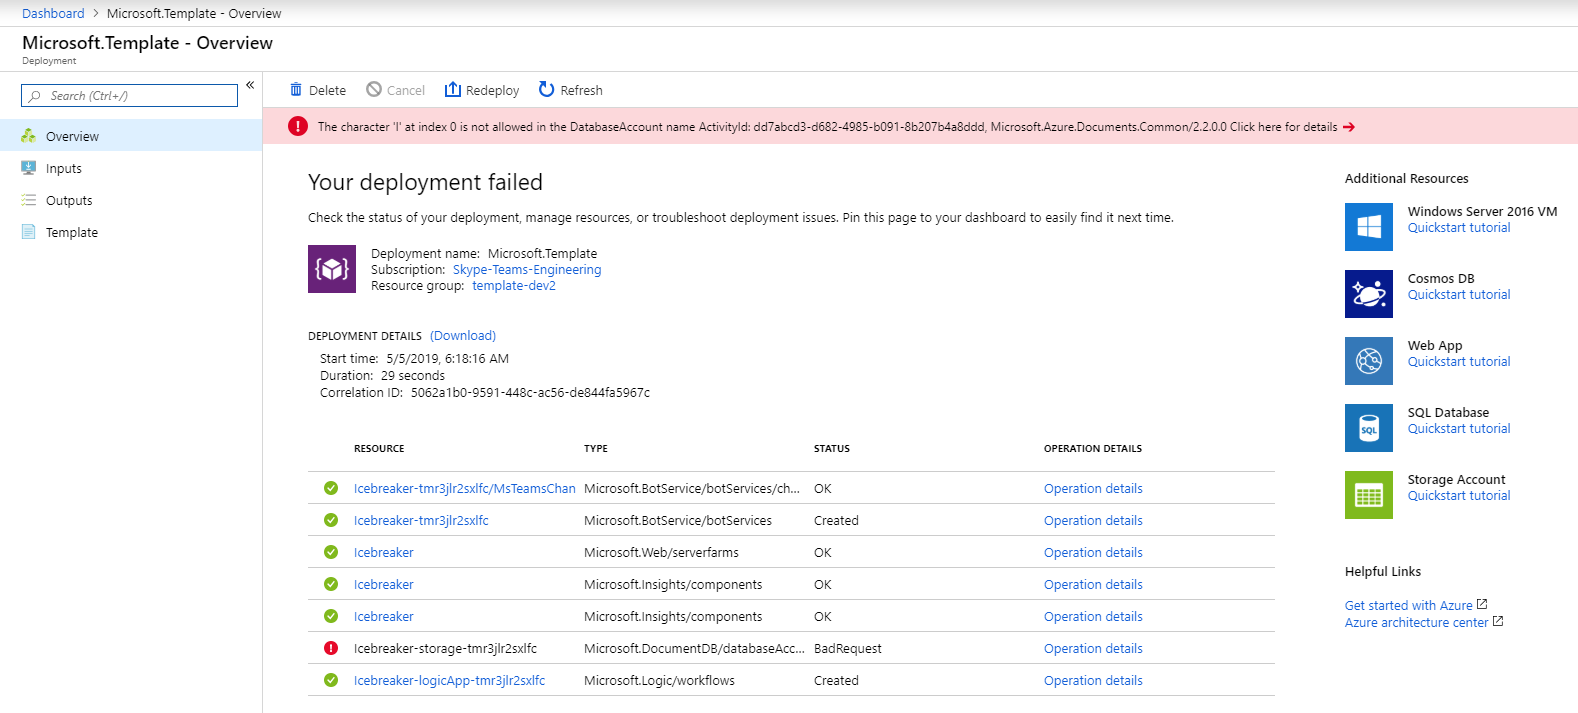 Dashboard > Microsoft.Template - Overview
Microsoft.Template - Overview
Deployment
Search (Ctrl+/)
«
Overview
Inputs
Outputs
Template
Delete Cancel Redeploy Refresh
The character 'I' at index 0 is not allowed in the DatabaseAccount name ActivityId: dd7abcd3-d682-4985-b091-8b207b4a8ddd, Microsoft.Azure.Documents.Common/2.2.0.0 Click here for details →
Your deployment failed
Check the status of your deployment, manage resources, or troubleshoot deployment issues. Pin this page to your dashboard to easily find it next time.
Deployment name: Microsoft.Template
Subscription: Skype-Teams-Engineering
Resource group: template-dev2
DEPLOYMENT DETAILS (Download)
Start time: 5/5/2019, 6:18:16 AM
Duration: 29 seconds
Correlation ID: 5062a1b0-9591-448c-ac56-de844fa5967c
RESOURCE TYPE STATUS OPERATION DETAILS
Icebreaker-tmr3jlr2sxlfc/MsTeamsChan Microsoft.BotService/botServices/ch... OK Operation details
Icebreaker-tmr3jlr2sxlfc Microsoft.BotService/botServices Created Operation details
Icebreaker Microsoft.Web/serverfarms OK Operation details
Icebreaker Microsoft.Insights/components OK Operation details
Icebreaker Microsoft.Insights/components OK Operation details
Icebreaker-storage-tmr3jlr2sxlfc Microsoft.DocumentDB/databaseAcc... BadRequest Operation details
Icebreaker-logicApp-tmr3jlr2sxlfc Microsoft.Logic/workflows Created Operation details
Additional Resources
Windows Server 2016 VM
Quickstart tutorial
Cosmos DB
Quickstart tutorial
Web App
Quickstart tutorial
SQL
SQL Database
Quickstart tutorial
Storage Account
Quickstart tutorial
Helpful Links
Get started with Azure
Azure architecture center